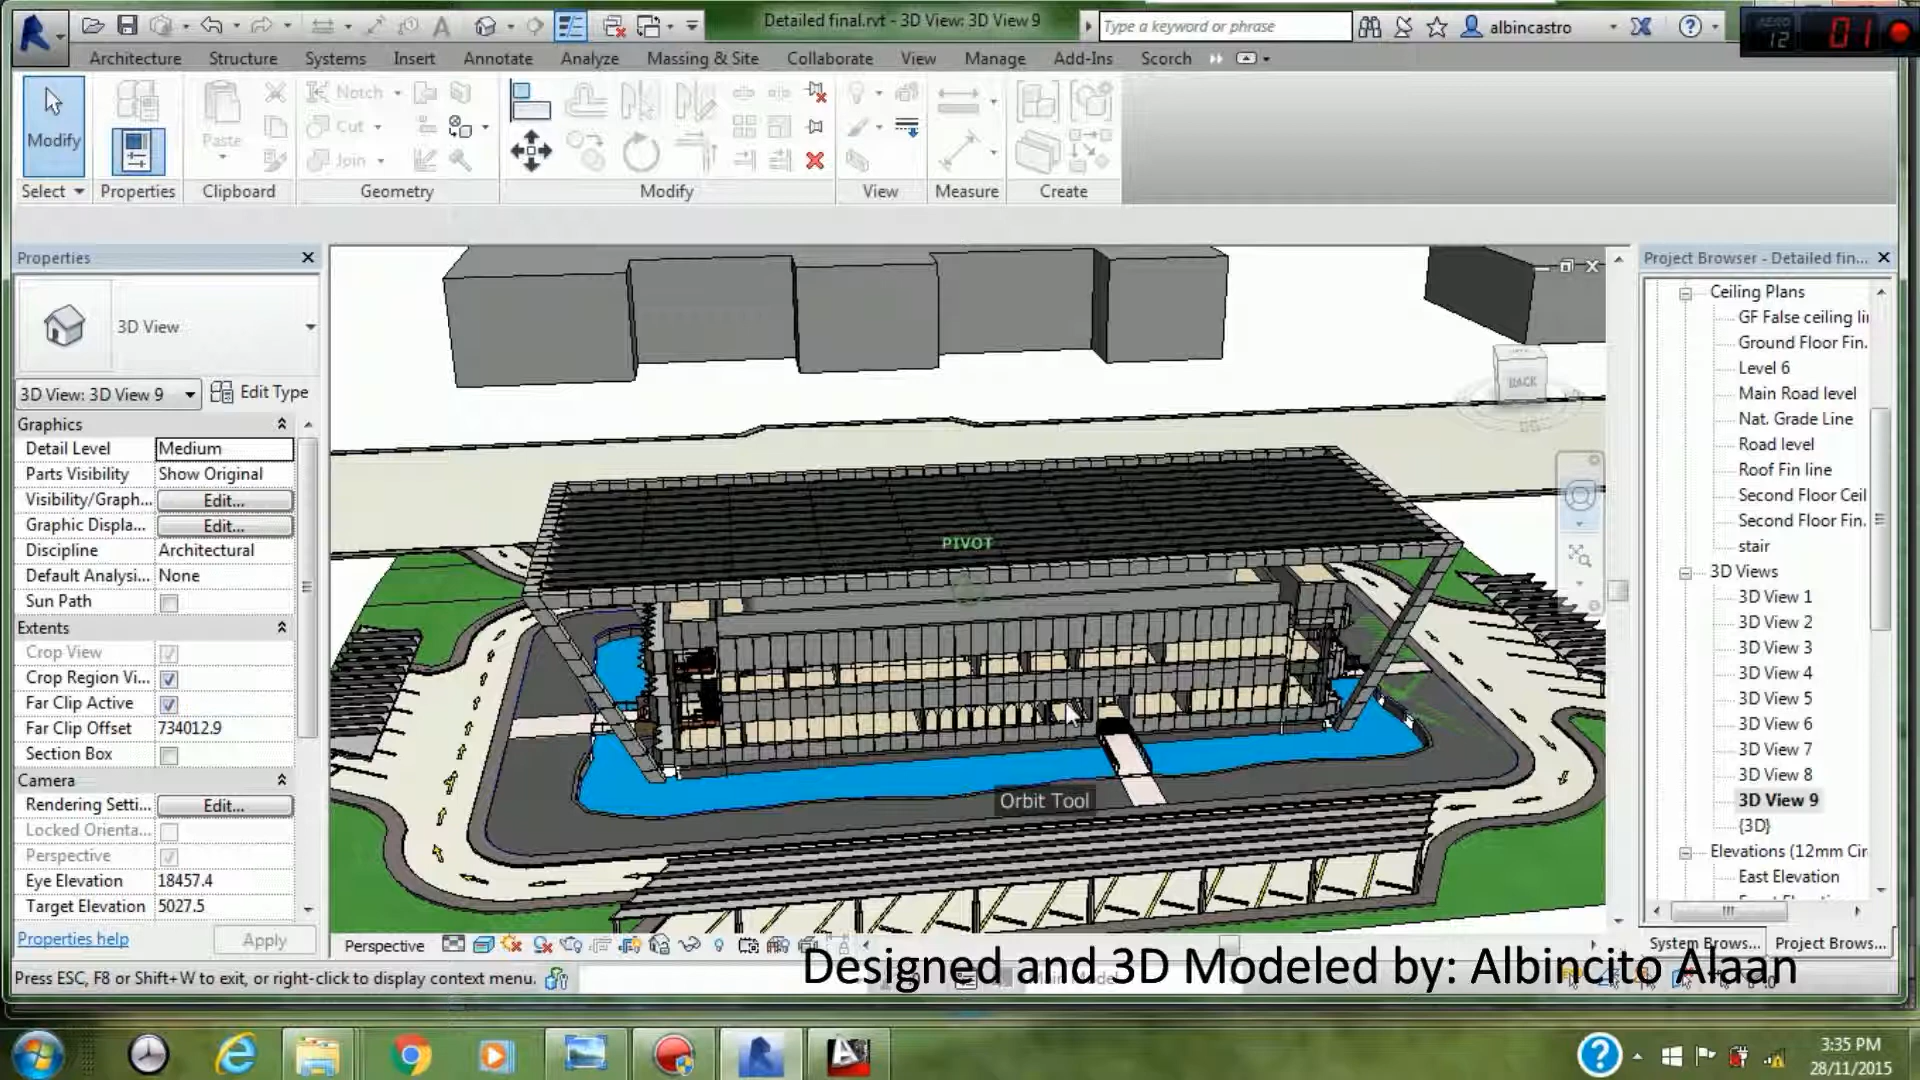 Detailed final.rvt - 3D View: 3D View 9
Type a keyword or phrase
albincastro
AERO
12
01
Architecture Structure Systems Insert Annotate Analyze Massing & Site Collaborate View Manage Add-Ins Scorch
Modify
Paste
Notch
Cut
Join
Select Properties Clipboard Geometry Modify View Measure Create
Properties
3D View
3D View: 3D View 9
Edit Type
Graphics
Detail Level Medium
Parts Visibility Show Original
Visibility/Graph... Edit...
Graphic Displa... Edit...
Discipline Architectural
Default Analysi... None
Sun Path
Extents
Crop View
Crop Region Vi...
Far Clip Active
Far Clip Offset 734012.9
Section Box
Camera
Rendering Setti... Edit...
Locked Orienta...
Perspective
Eye Elevation 18457.4
Target Elevation 5027.5
Properties help
Apply
BACK
PIVOT
Orbit Tool
Perspective
Project Browser - Detailed fin...
Ceiling Plans
GF False ceiling li
Ground Floor Fin.
Level 6
Main Road level
Nat. Grade Line
Road level
Roof Fin line
Second Floor Ceil
Second Floor Fin.
stair
3D Views
3D View 1
3D View 2
3D View 3
3D View 4
3D View 5
3D View 6
3D View 7
3D View 8
3D View 9
{3D}
Elevations (12mm Cir
East Elevation
System Brows... Project Brows...
Press ESC, F8 or Shift+W to exit, or right-click to display context menu.
Designed and 3D Modeled by: Albincito Alaan
3:35 PM
28/11/2015